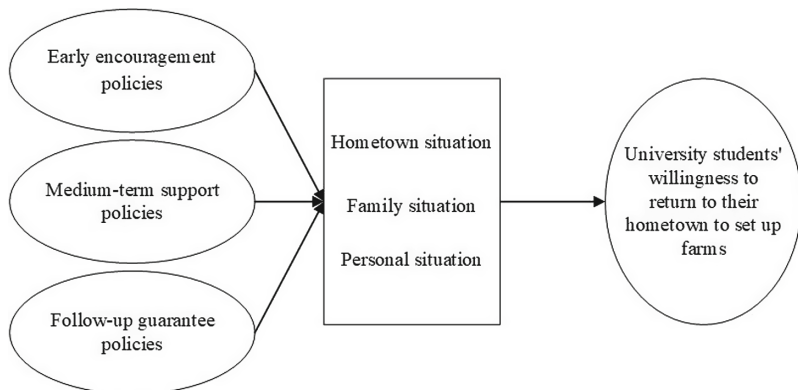 Early encouragement
policies
Medium-term support
policies
Follow-up guarantee
policies
Hometown situation
Family situation
Personal situation
University students'
willingness to
return to their
hometown to set up
farms